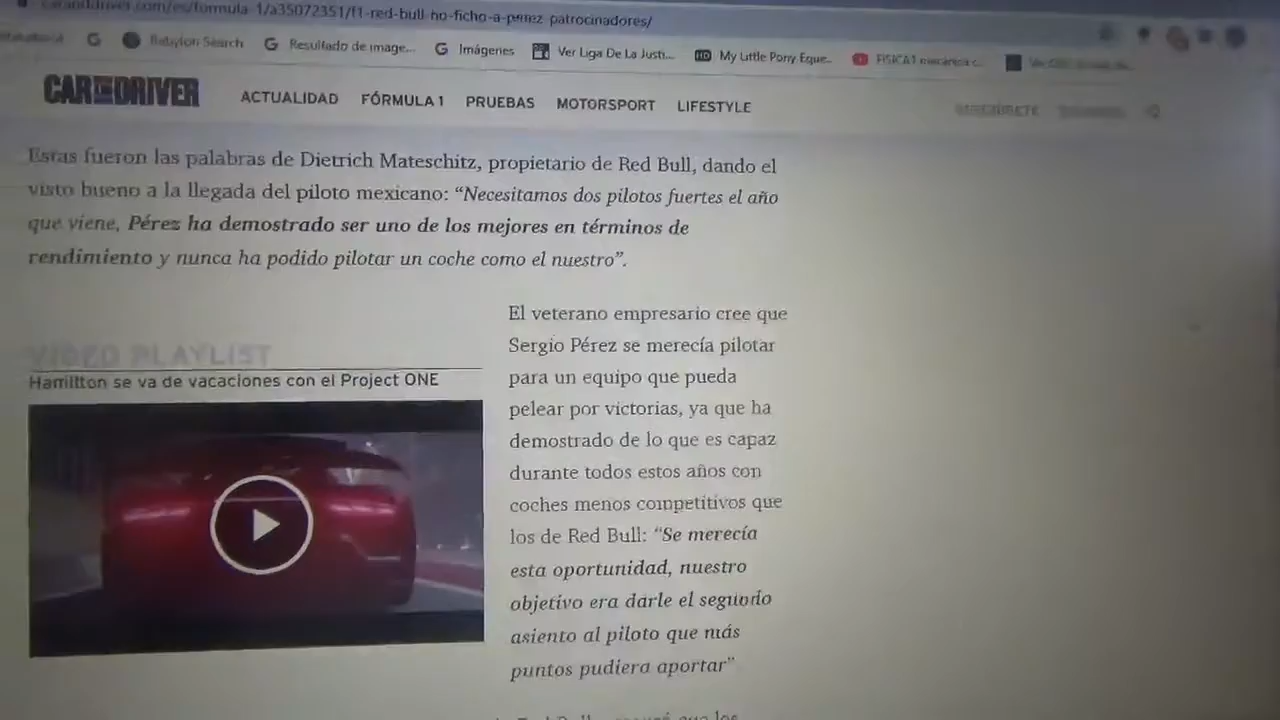 caranddriver.com/es/formula-1/a35072351/f1-red-bull-no-ficho-a-perez-patrocinadores/
Babylon Search
Resultado de image...
Imágenes
Ver Liga De La Justi...
HD My Little Pony Eque...
FISICA1 mecánica c...
CAR AND DRIVER
ACTUALIDAD FÓRMULA 1 PRUEBAS MOTORSPORT LIFESTYLE
SUSCRÍBETE
Estas fueron las palabras de Dietrich Mateschitz, propietario de Red Bull, dando el
visto bueno a la llegada del piloto mexicano: “Necesitamos dos pilotos fuertes el año
que viene, Pérez ha demostrado ser uno de los mejores en términos de
rendimiento y nunca ha podido pilotar un coche como el nuestro”.
VIDEO PLAYLIST
Hamilton se va de vacaciones con el Project ONE
El veterano empresario cree que
Sergio Pérez se merecía pilotar
para un equipo que pueda
pelear por victorias, ya que ha
demostrado de lo que es capaz
durante todos estos años con
coches menos competitivos que
los de Red Bull: “Se merecía
esta oportunidad, nuestro
objetivo era darle el segundo
asiento al piloto que más
puntos pudiera aportar”